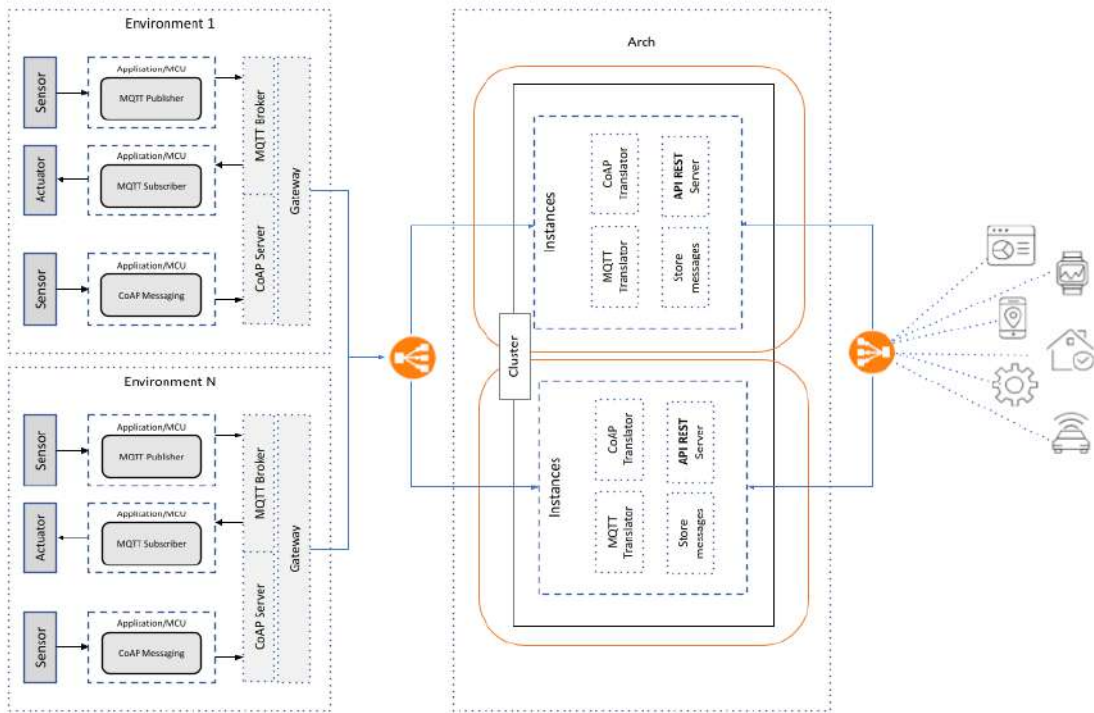 Environment 1
Sensor
Application/MCU
MQTT Publisher
Actuator
Application/MCU
MQTT Subscriber
Sensor
Application/MCU
CoAP Messaging
MQTT Broker
CoAP Server
Gateway
Environment N
Sensor
Application/MCU
MQTT Publisher
Actuator
Application/MCU
MQTT Subscriber
Sensor
Application/MCU
CoAP Messaging
MQTT Broker
CoAP Server
Gateway
Arch
Cluster
Instances
CoAP
Translator
API REST
Server
MQTT
Translator
Store
messages
Instances
CoAP
Translator
API REST
Server
MQTT
Translator
Store
messages